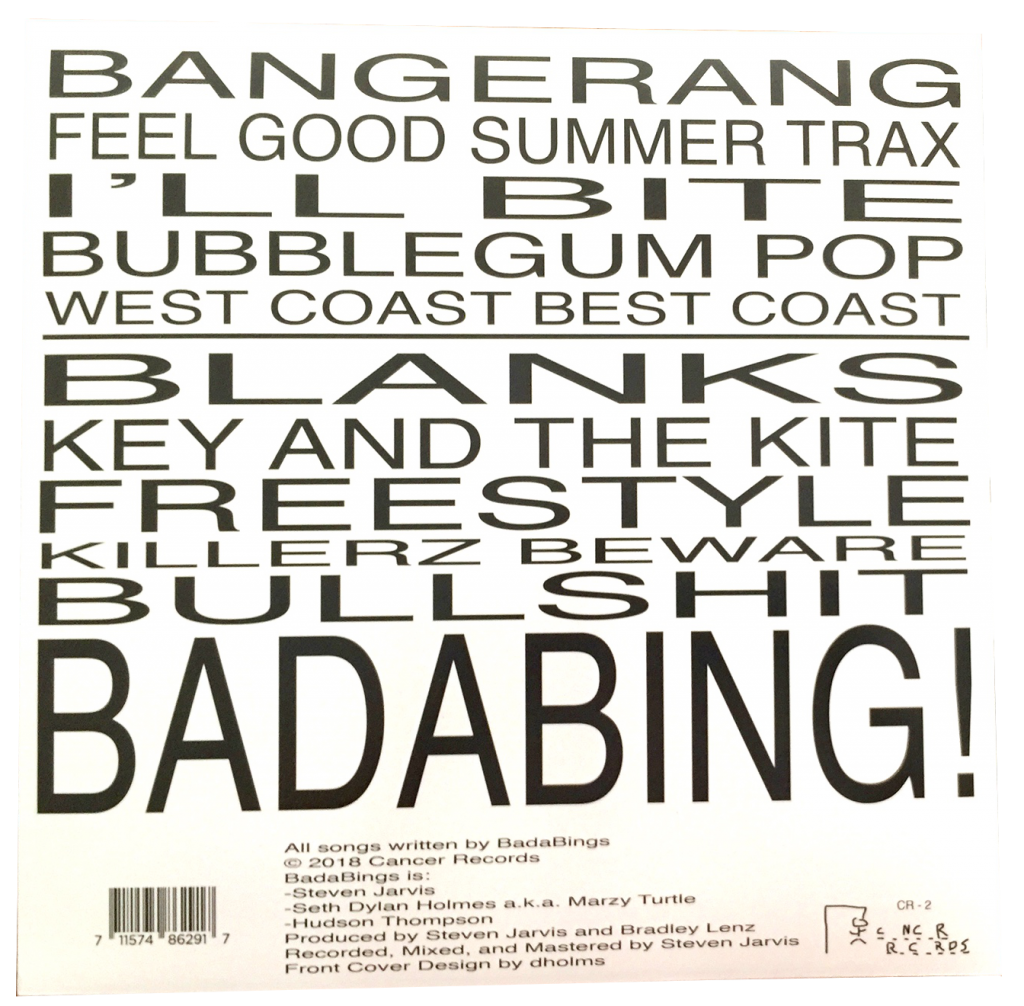 BANGERANG
FEEL GOOD SUMMER TRAX
I'LL BITE
BUBBLEGUM POP
WEST COAST BEST COAST
BLANKS
KEY AND THE KITE
FREESTYLE
KILLERZ BEWARE
BULLSHIT
BADABING!
All songs written by BadaBings
© 2018 Cancer Records
BadaBings is:
-Steven Jarvis
-Seth Dylan Holmes a.k.a. Marzy Turtle
-Hudson Thompson
Produced by Steven Jarvis and Bradley Lenz
Recorded, Mixed, and Mastered by Steven Jarvis
Front Cover Design by dholms
7 11574 86291 7
CR-2
C_NC_R
R_C_RDS